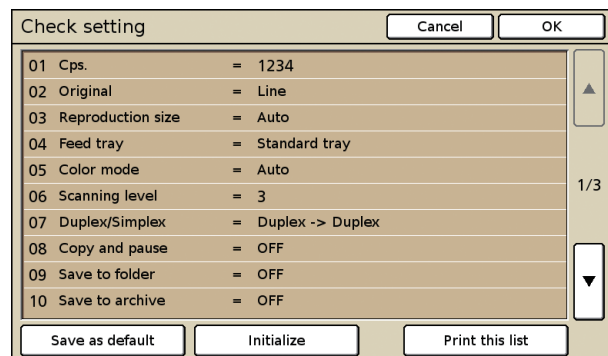 Check setting Cancel OK
01 Cps. = 1234
02 Original = Line
03 Reproduction size = Auto
04 Feed tray = Standard tray
05 Color mode = Auto
06 Scanning level = 3
07 Duplex/Simplex = Duplex -> Duplex
08 Copy and pause = OFF
09 Save to folder = OFF
10 Save to archive = OFF
1/3
Save as default Initialize Print this list